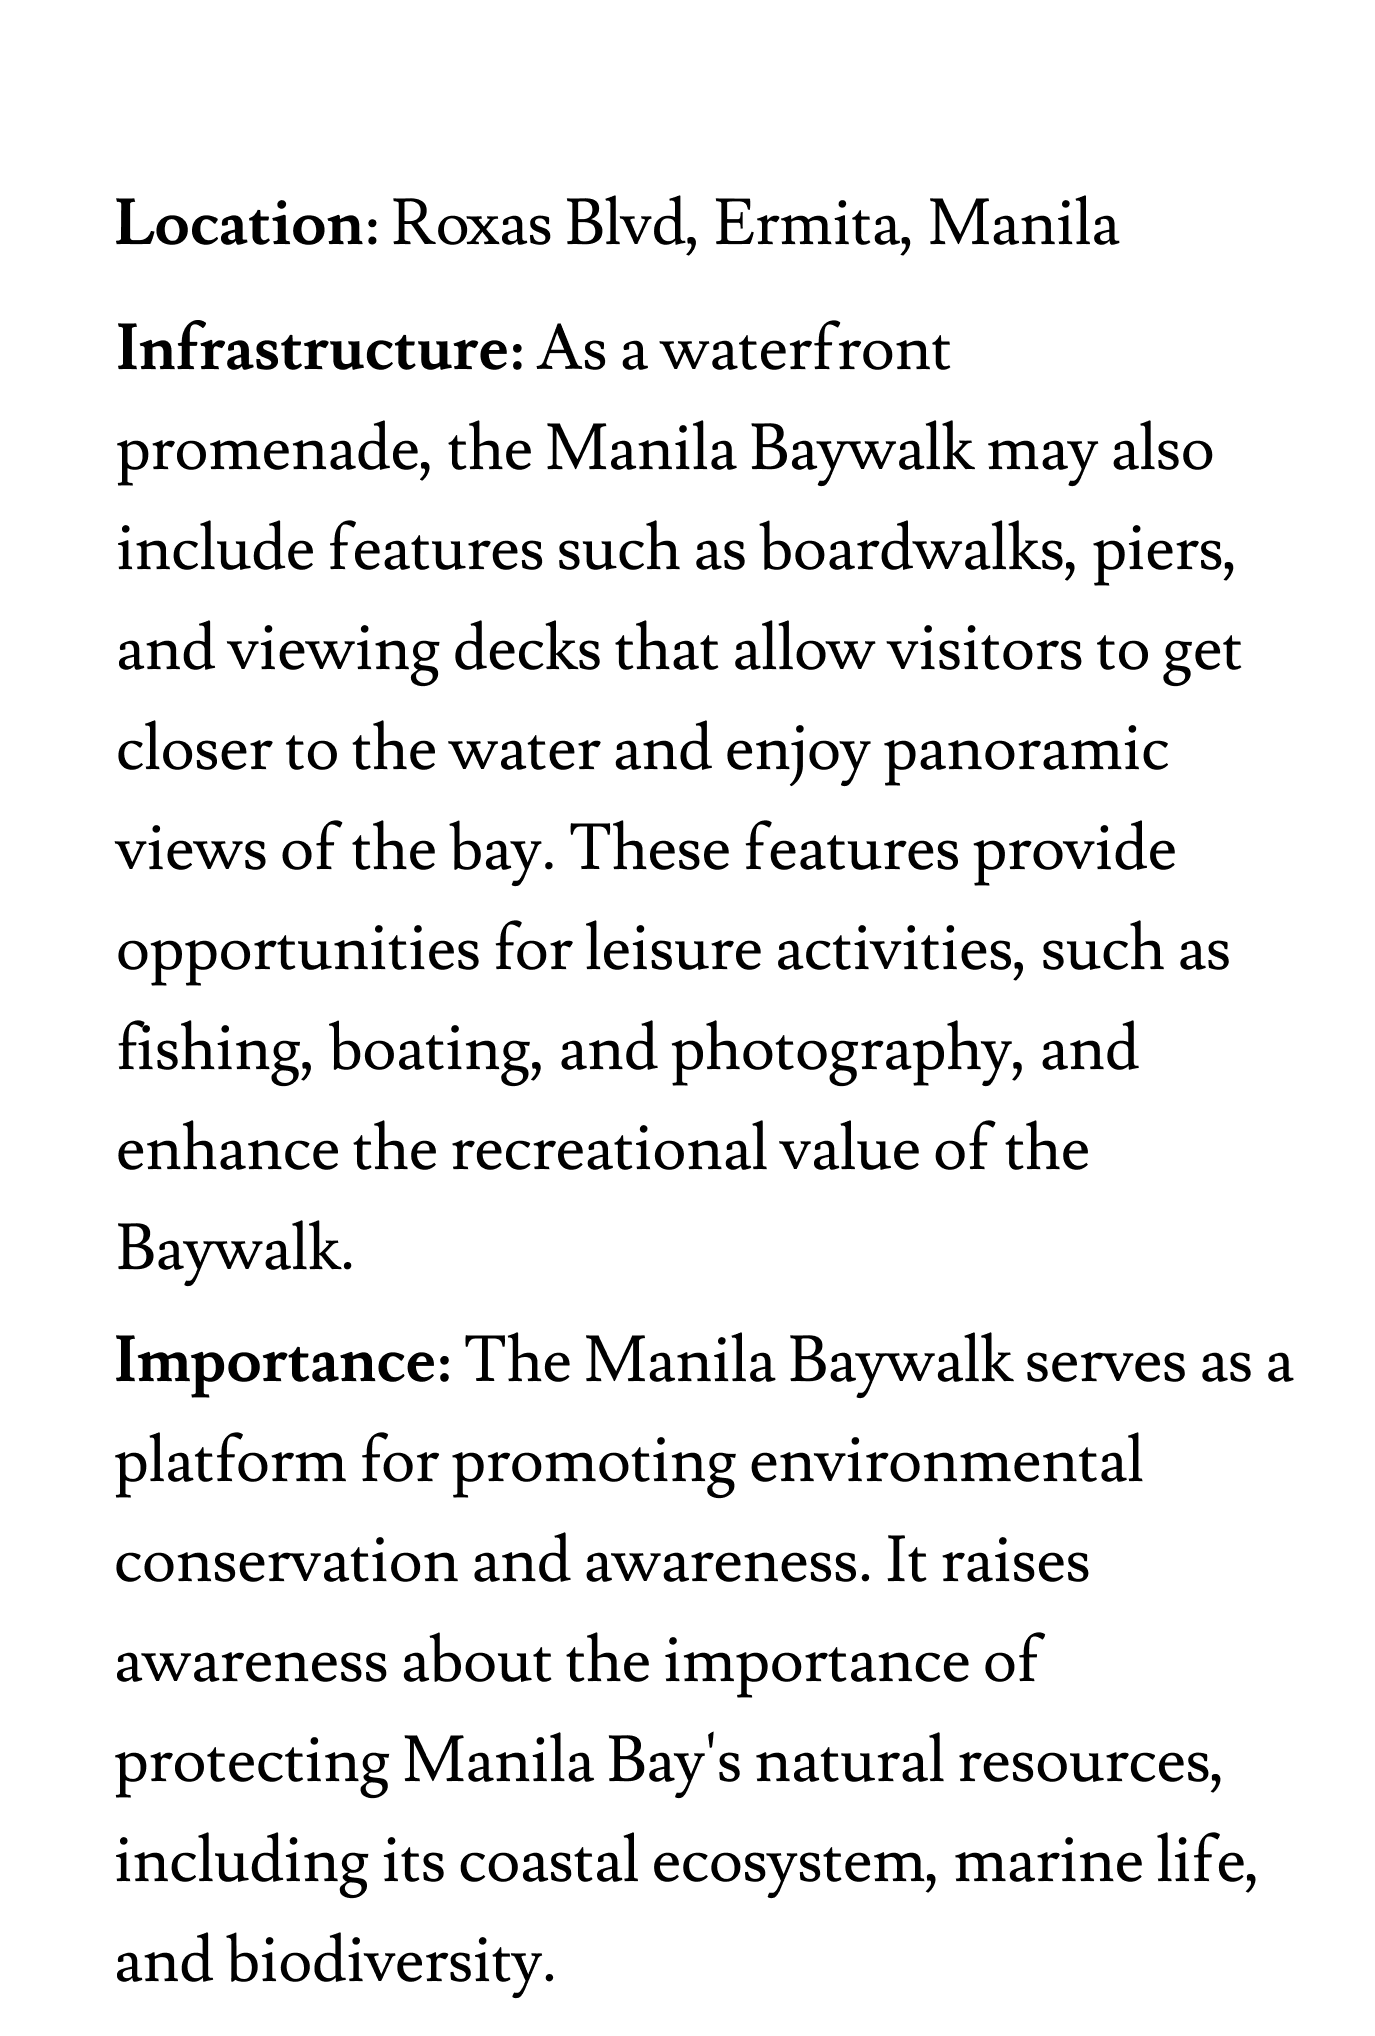 Location: Roxas Blvd, Ermita, Manila
Infrastructure: As a waterfront
promenade, the Manila Baywalk may also
include features such as boardwalks, piers,
and viewing decks that allow visitors to get
closer to the water and enjoy panoramic
views of the bay. These features provide
opportunities for leisure activities, such as
fishing, boating, and photography, and
enhance the recreational value of the
Baywalk.
Importance: The Manila Baywalk serves as a
platform for promoting environmental
conservation and awareness. It raises
awareness about the importance of
protecting Manila Bay's natural resources,
including its coastal ecosystem, marine life,
and biodiversity.